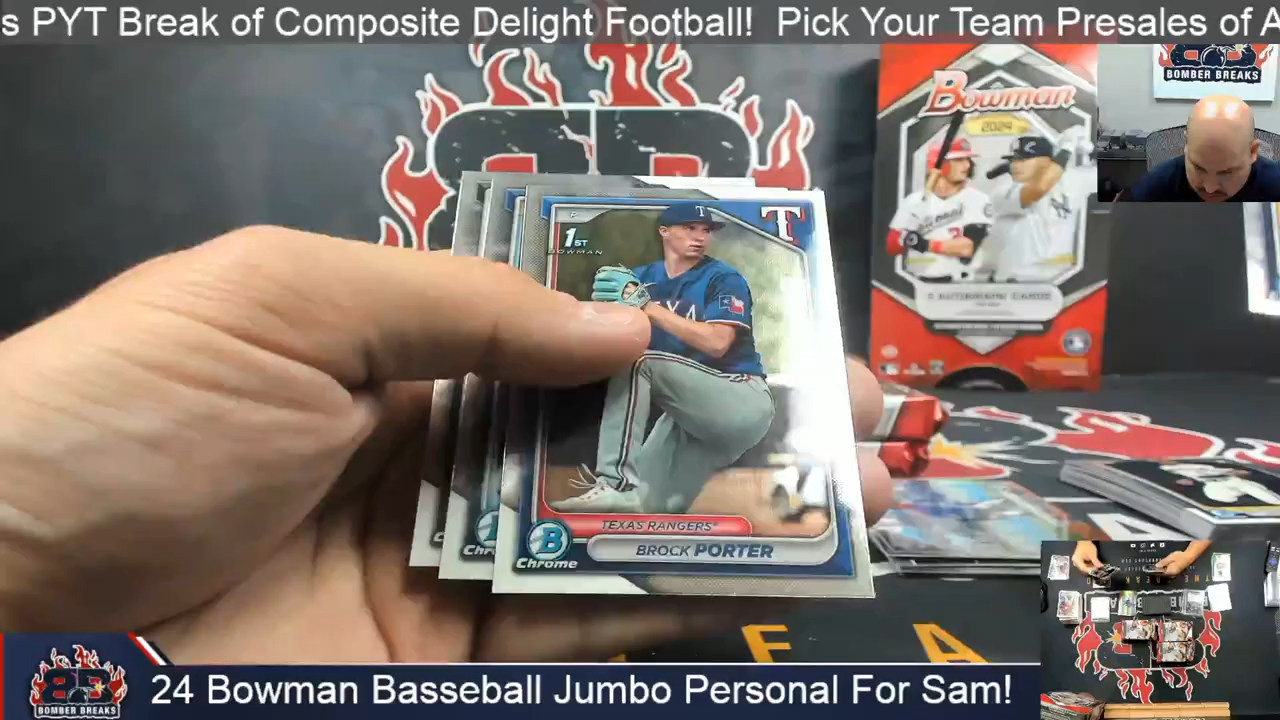 s PYT Break of Composite Delight Football!  Pick Your Team Presales of A
BOMBER BREAKS
Bowman
2024
1ST
BOWMAN
T
TEXAS RANGERS
BROCK PORTER
B
Chrome
Chr
C
F A
BOMBER BREAKS
24 Bowman Basseball Jumbo Personal For Sam!